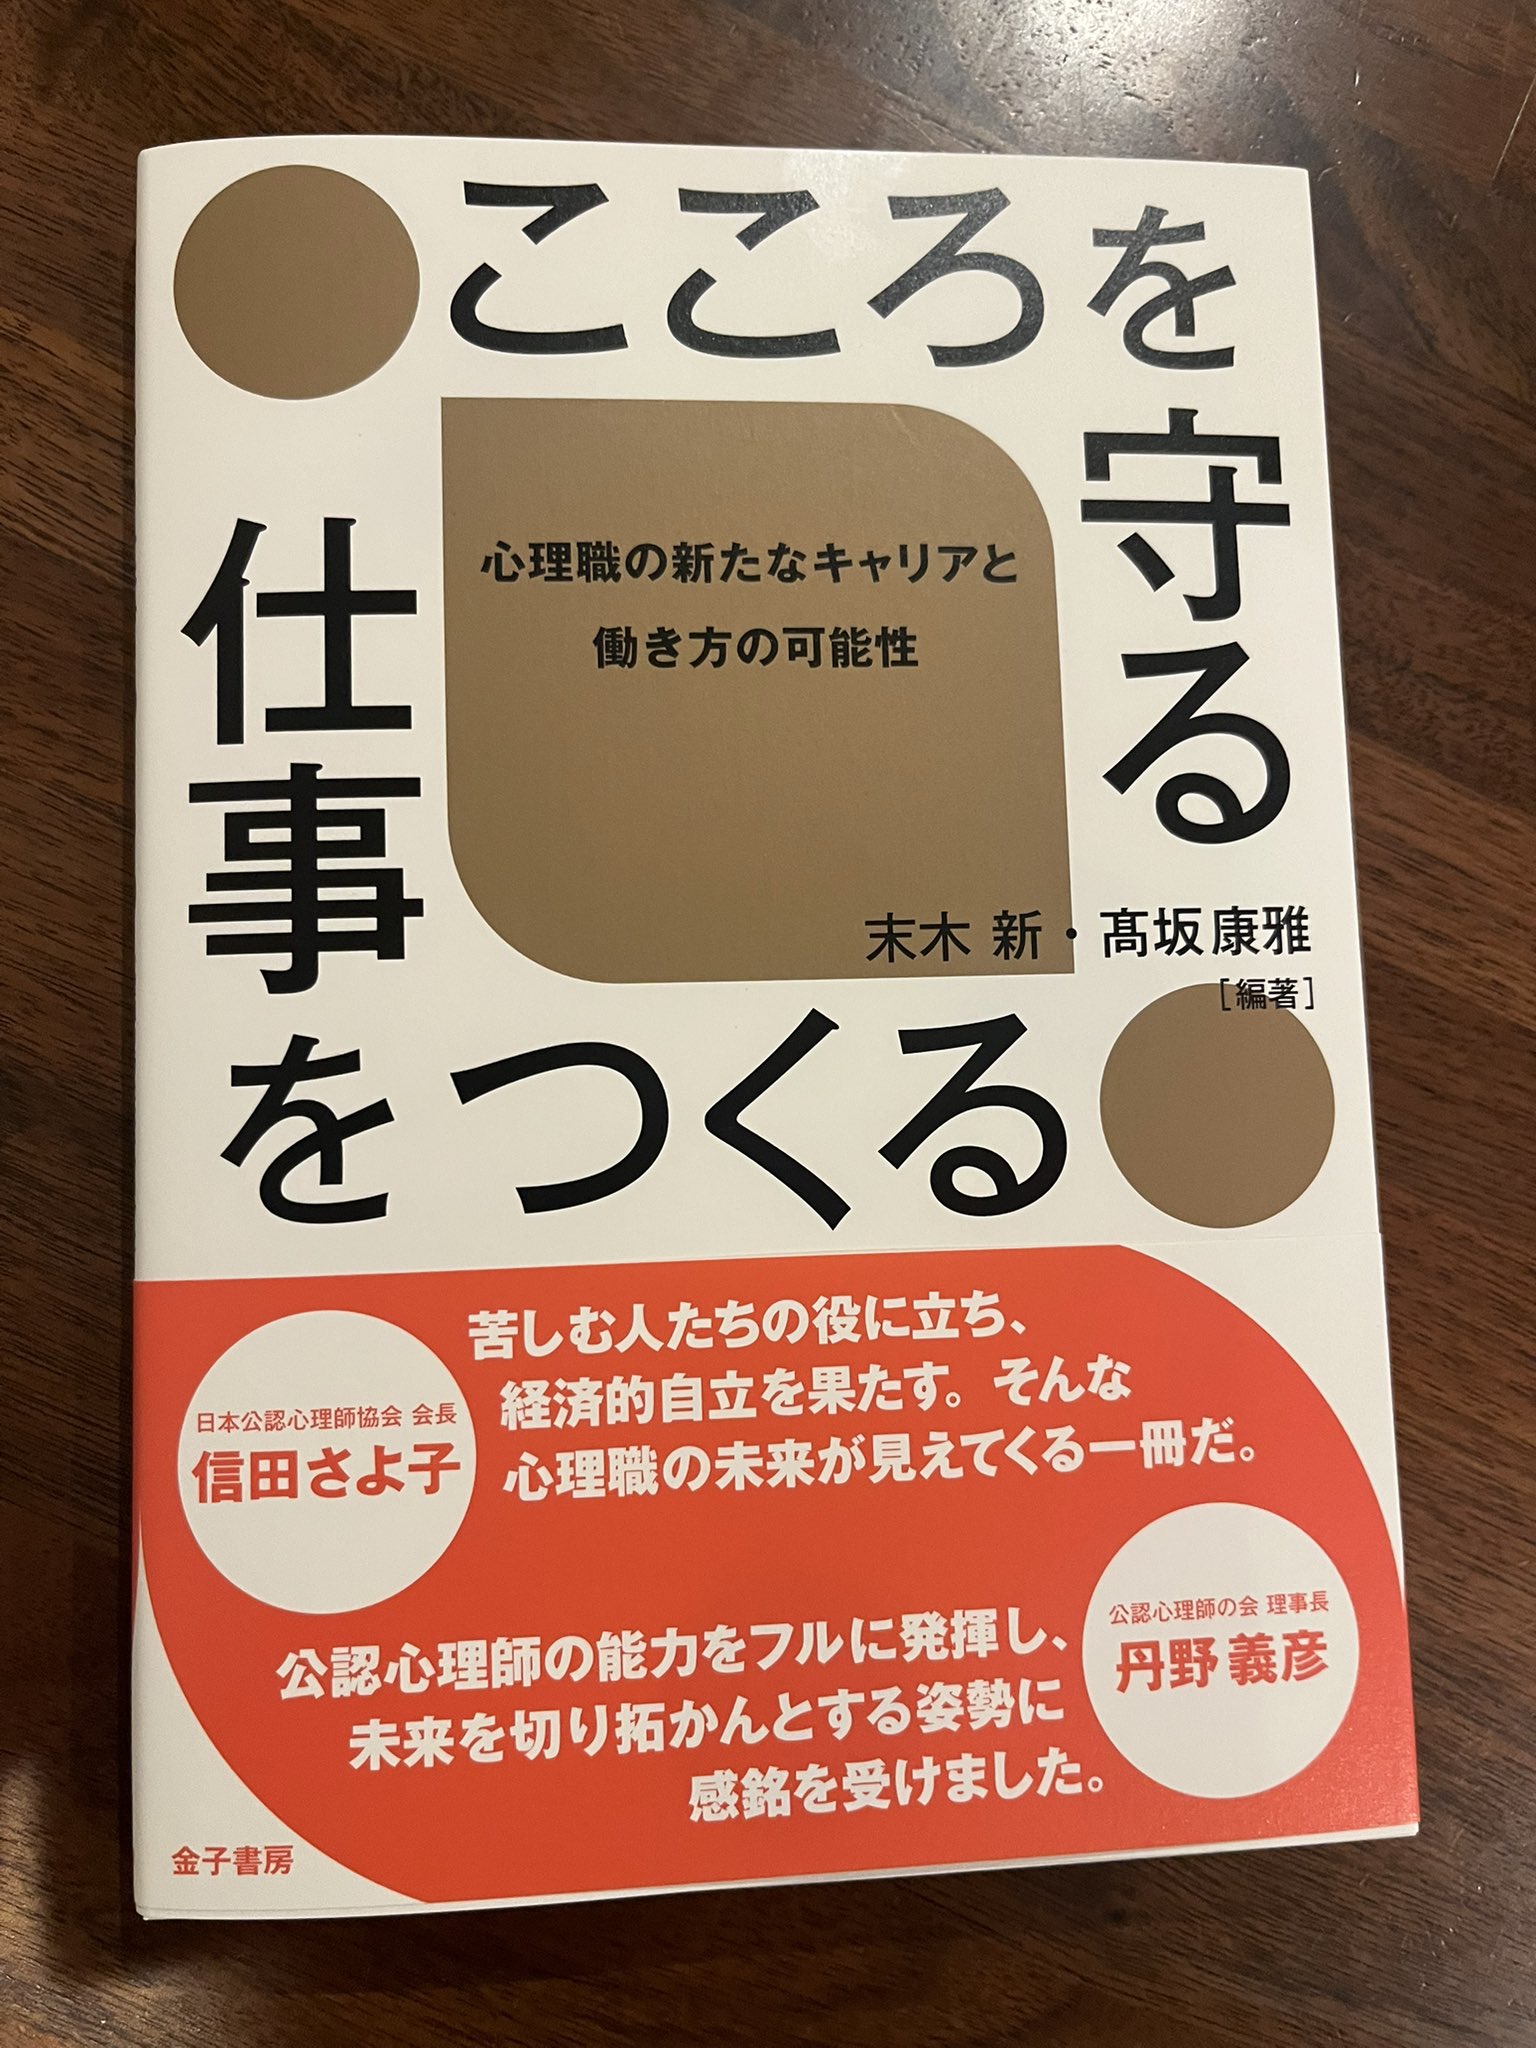 こころを守る
仕事をつくる
心理職の新たなキャリアと
働き方の可能性
末木 新・髙坂康雅
［編著］
日本公認心理師協会 会長
信田さよ子
苦しむ人たちの役に立ち、
経済的自立を果たす。そんな
心理職の未来が見えてくる一冊だ。
公認心理師の会 理事長
丹野義彦
公認心理師の能力をフルに発揮し、
未来を切り拓かんとする姿勢に
感銘を受けました。
金子書房